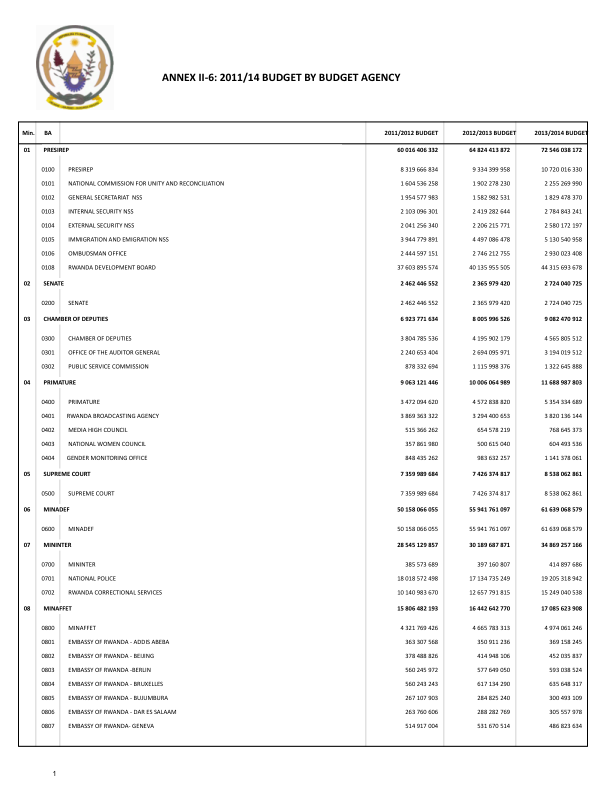 ANNEX II-6: 2011/14 BUDGET BY BUDGET AGENCY
Min. BA 2011/2012 BUDGET 2012/2013 BUDGET 2013/2014 BUDGET
01 PRESIREP 60 016 406 332 64 824 413 872 72 546 038 172
0100 PRESIREP 8 319 666 834 9 334 399 958 10 720 016 330
0101 NATIONAL COMMISSION FOR UNITY AND RECONCILIATION 1 604 536 258 1 902 278 230 2 255 269 990
0102 GENERAL SECRETARIAT NSS 1 954 577 983 1 582 982 531 1 829 478 370
0103 INTERNAL SECURITY NSS 2 103 096 301 2 419 282 644 2 784 843 241
0104 EXTERNAL SECURITY NSS 2 041 256 340 2 206 215 771 2 580 172 197
0105 IMMIGRATION AND EMIGRATION NSS 3 944 779 891 4 497 086 478 5 130 540 958
0106 OMBUDSMAN OFFICE 2 444 597 151 2 746 212 755 2 930 023 408
0108 RWANDA DEVELOPMENT BOARD 37 603 895 574 40 135 955 505 44 315 693 678
02 SENATE 2 462 446 552 2 365 979 420 2 724 040 725
0200 SENATE 2 462 446 552 2 365 979 420 2 724 040 725
03 CHAMBER OF DEPUTIES 6 923 771 634 8 005 996 526 9 082 470 912
0300 CHAMBER OF DEPUTIES 3 804 785 536 4 195 902 179 4 565 805 512
0301 OFFICE OF THE AUDITOR GENERAL 2 240 653 404 2 694 095 971 3 194 019 512
0302 PUBLIC SERVICE COMMISSION 878 332 694 1 115 998 376 1 322 645 888
04 PRIMATURE 9 063 121 446 10 006 064 989 11 688 987 803
0400 PRIMATURE 3 472 094 620 4 572 838 820 5 354 334 689
0401 RWANDA BROADCASTING AGENCY 3 869 363 322 3 294 400 653 3 820 136 144
0402 MEDIA HIGH COUNCIL 515 366 262 654 578 219 768 645 373
0403 NATIONAL WOMEN COUNCIL 357 861 980 500 615 040 604 493 536
0404 GENDER MONITORING OFFICE 848 435 262 983 632 257 1 141 378 061
05 SUPREME COURT 7 359 989 684 7 426 374 817 8 538 062 861
0500 SUPREME COURT 7 359 989 684 7 426 374 817 8 538 062 861
06 MINADEF 50 158 066 055 55 941 761 097 61 639 068 579
0600 MINADEF 50 158 066 055 55 941 761 097 61 639 068 579
07 MININTER 28 545 129 857 30 189 687 871 34 869 257 166
0700 MININTER 385 573 689 397 160 807 414 897 686
0701 NATIONAL POLICE 18 018 572 498 17 134 735 249 19 205 318 942
0702 RWANDA CORRECTIONAL SERVICES 10 140 983 670 12 657 791 815 15 249 040 538
08 MINAFFET 15 806 482 193 16 442 642 770 17 085 623 908
0800 MINAFFET 4 321 769 426 4 665 783 313 4 974 061 246
0801 EMBASSY OF RWANDA - ADDIS ABEBA 363 307 568 350 911 236 369 158 245
0802 EMBASSY OF RWANDA - BEIJING 378 488 826 414 948 106 452 035 837
0803 EMBASSY OF RWANDA -BERLIN 560 245 972 577 649 050 593 038 524
0804 EMBASSY OF RWANDA - BRUXELLES 560 243 243 617 134 290 635 648 317
0805 EMBASSY OF RWANDA - BUJUMBURA 267 107 903 284 825 240 300 493 109
0806 EMBASSY OF RWANDA - DAR ES SALAAM 263 760 606 288 282 769 305 557 978
0807 EMBASSY OF RWANDA- GENEVA 514 917 004 531 670 514 486 823 634
1